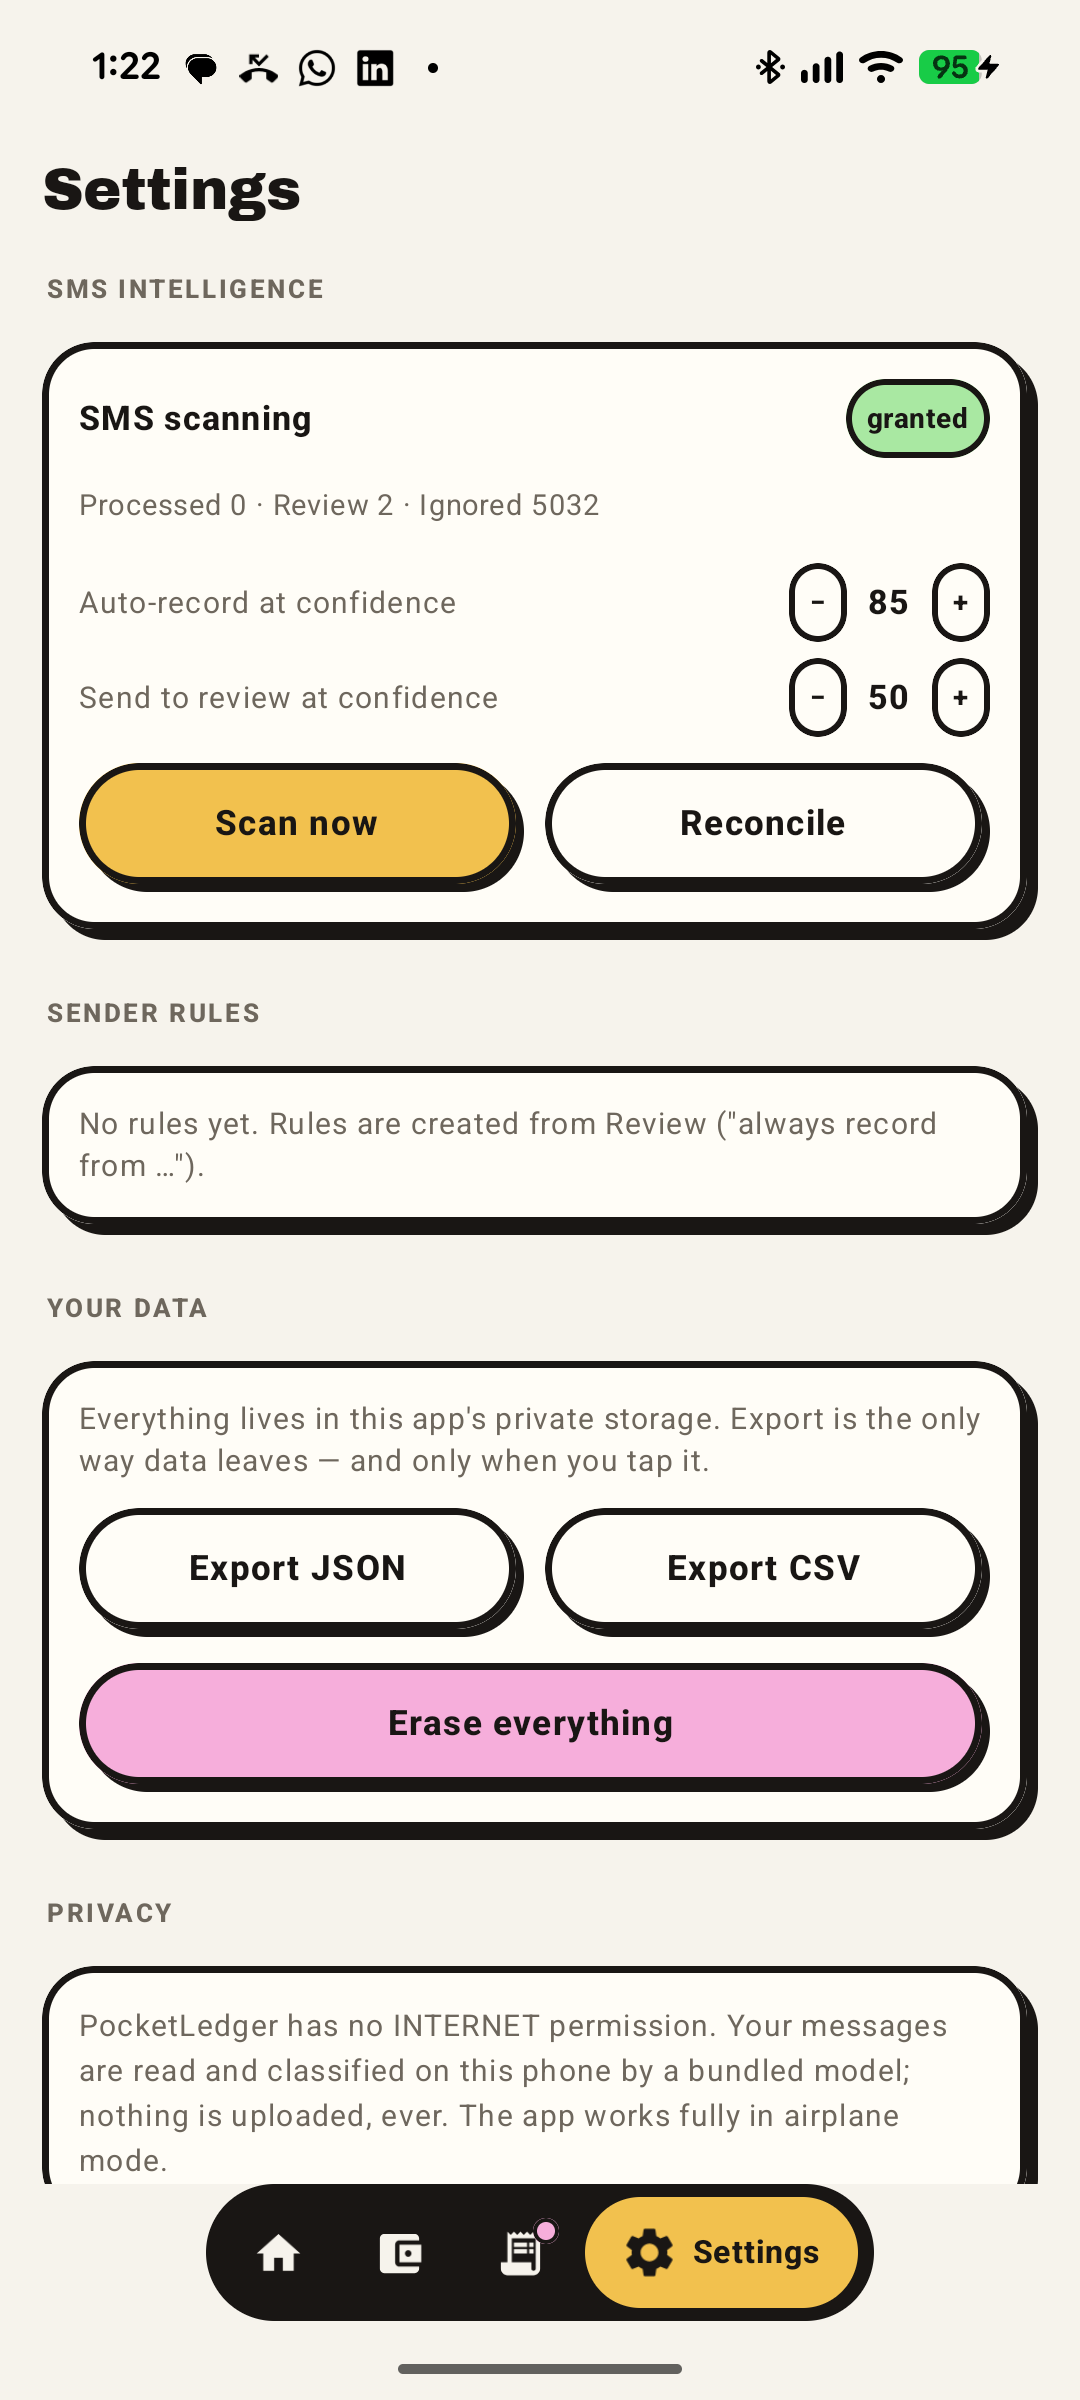 1:22
95
Settings
SMS INTELLIGENCE
SMS scanning
granted
Processed 0 · Review 2 · Ignored 5032
Auto-record at confidence
− 85 +
Send to review at confidence
− 50 +
Scan now
Reconcile
SENDER RULES
No rules yet. Rules are created from Review ("always record
from …").
YOUR DATA
Everything lives in this app's private storage. Export is the only
way data leaves — and only when you tap it.
Export JSON
Export CSV
Erase everything
PRIVACY
PocketLedger has no INTERNET permission. Your messages
are read and classified on this phone by a bundled model;
nothing is uploaded, ever. The app works fully in airplane
mode.
Settings